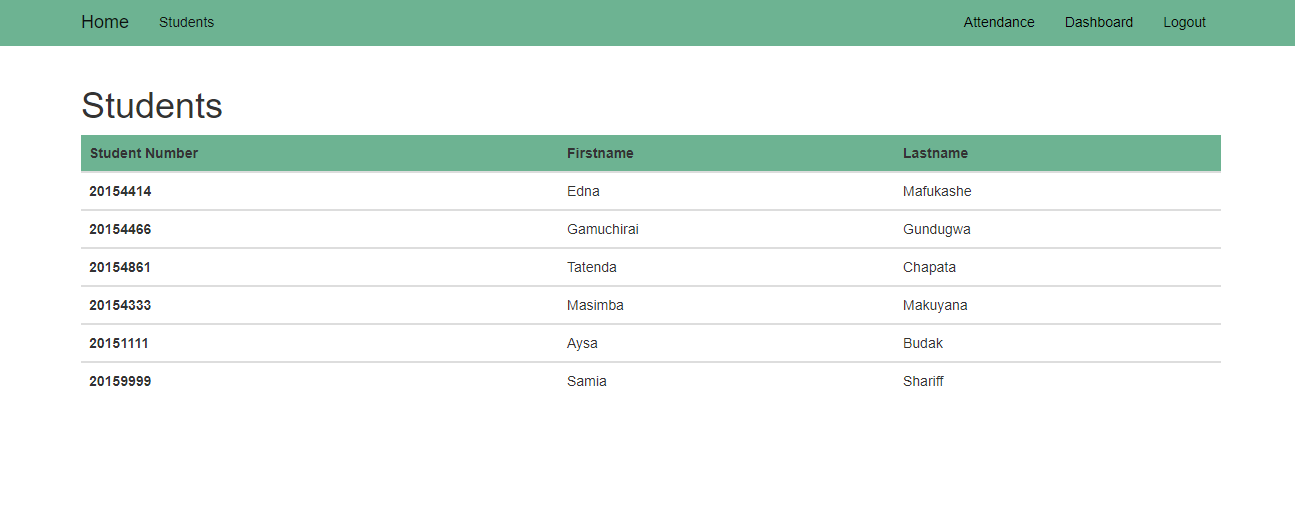 Home Students Attendance Dashboard Logout
Students
Student Number Firstname Lastname
20154414 Edna Mafukashe
20154466 Gamuchirai Gundugwa
20154861 Tatenda Chapata
20154333 Masimba Makuyana
20151111 Aysa Budak
20159999 Samia Shariff